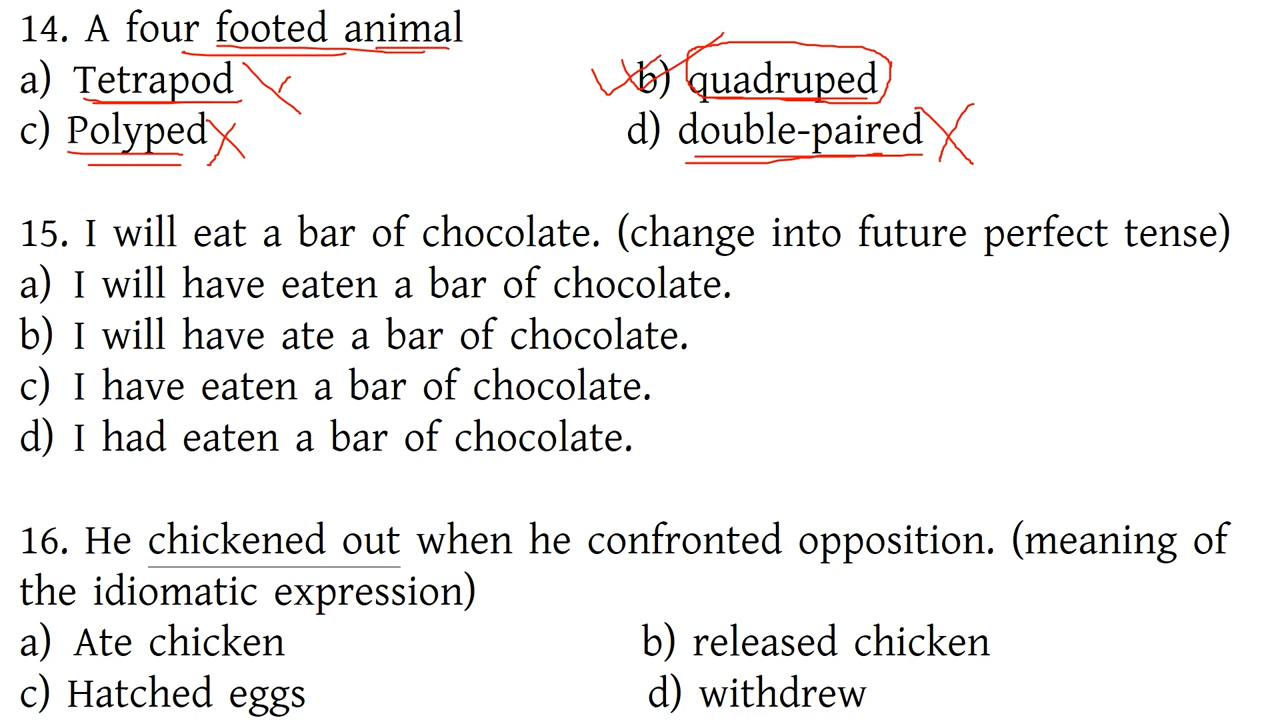 14. A four footed animal
a) Tetrapod b) quadruped
c) Polyped d) double-paired
15. I will eat a bar of chocolate. (change into future perfect tense)
a) I will have eaten a bar of chocolate.
b) I will have ate a bar of chocolate.
c) I have eaten a bar of chocolate.
d) I had eaten a bar of chocolate.
16. He chickened out when he confronted opposition. (meaning of
the idiomatic expression)
a) Ate chicken b) released chicken
c) Hatched eggs d) withdrew